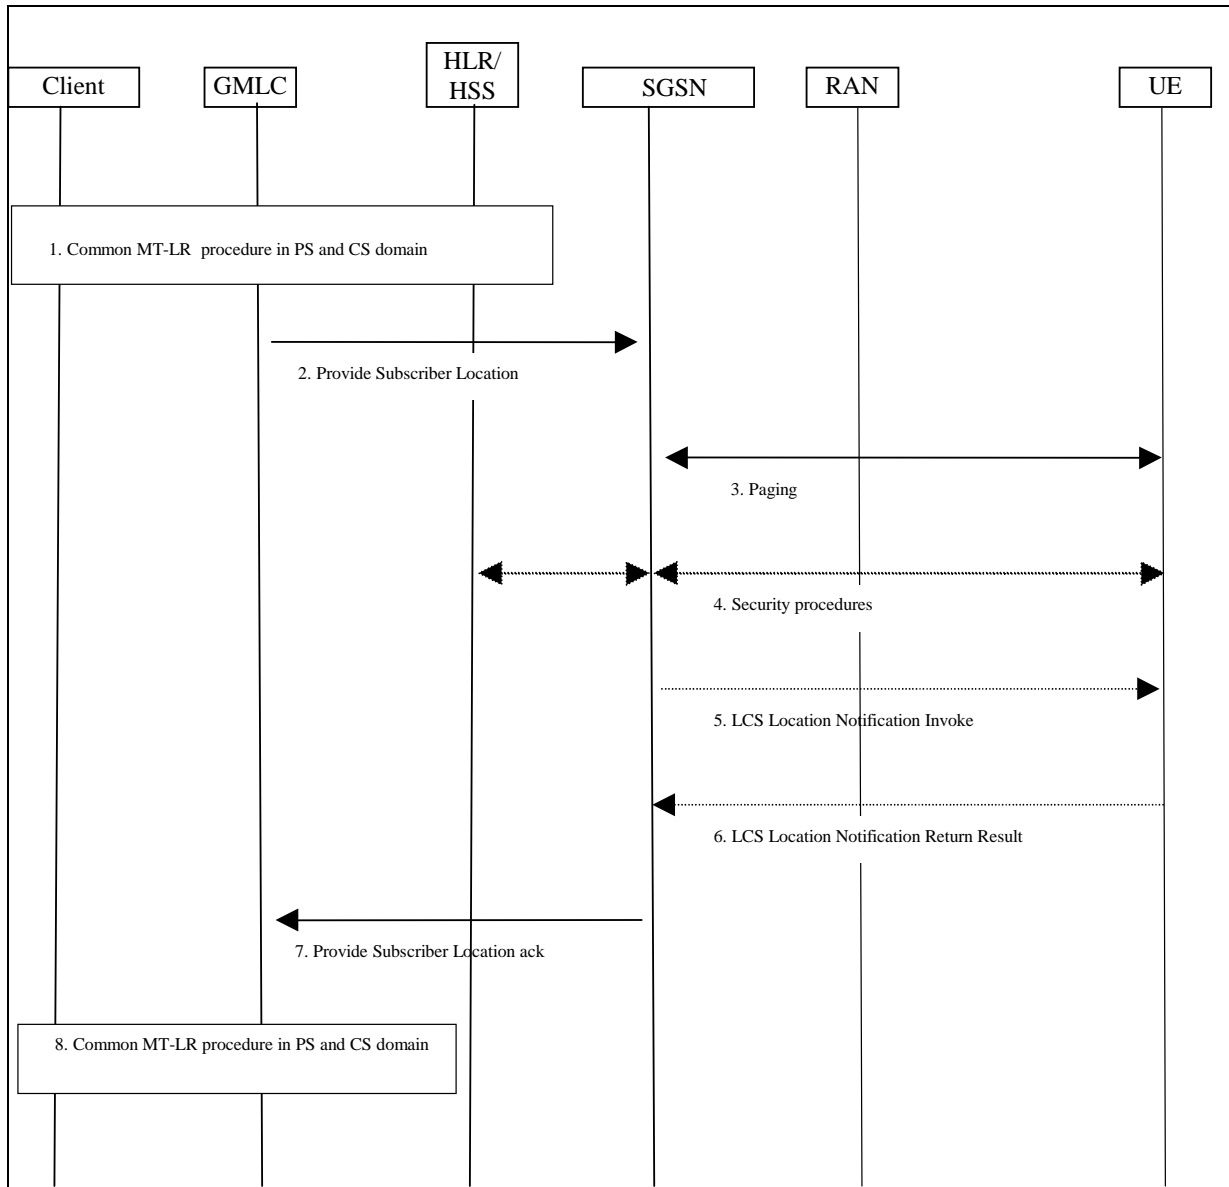 Client
GMLC
HLR/
HSS
SGSN
RAN
UE
1. Common MT-LR  procedure in PS and CS domain
2. Provide Subscriber Location
3. Paging
4. Security procedures
5. LCS Location Notification Invoke
6. LCS Location Notification Return Result
7. Provide Subscriber Location ack
8. Common MT-LR procedure in PS and CS domain